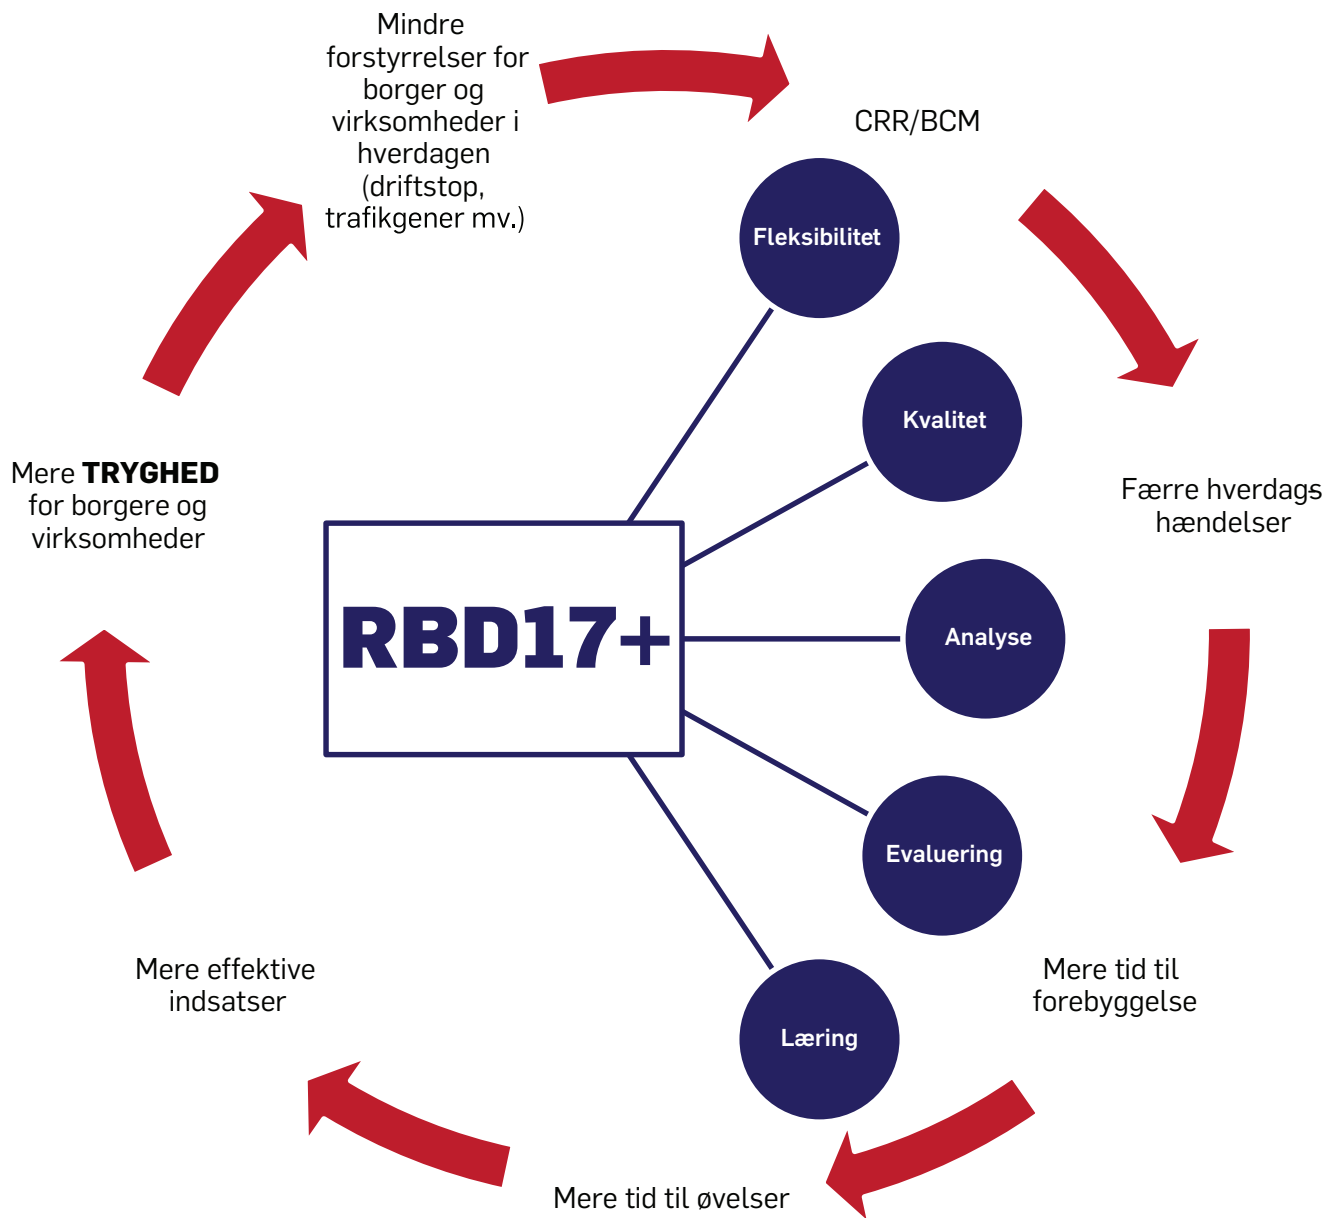 Mindre
forstyrrelser for
borger og
virksomheder i
hverdagen
(driftstop,
trafikgener mv.)
CRR/BCM
Fleksibilitet
Kvalitet
Færre hverdags
hændelser
Mere TRYGHED
for borgere og
virksomheder
RBD17+
Analyse
Evaluering
Mere tid til
forebyggelse
Mere effektive
indsatser
Læring
Mere tid til øvelser